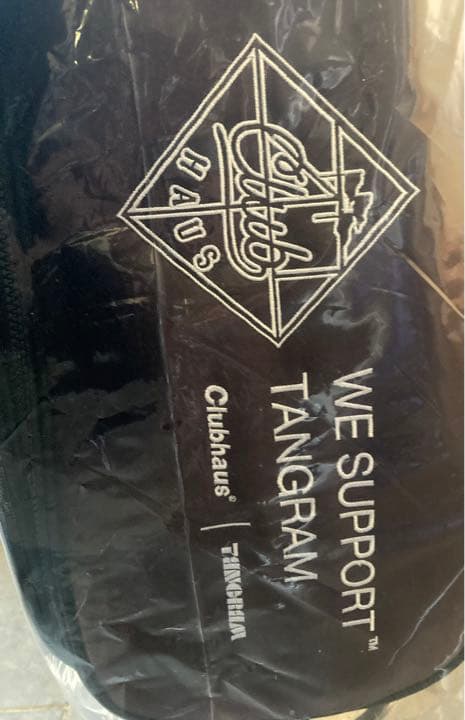 Club
HAUS
WE SUPPORT™
TANGRAM
Clubhaus® | TANGRAM